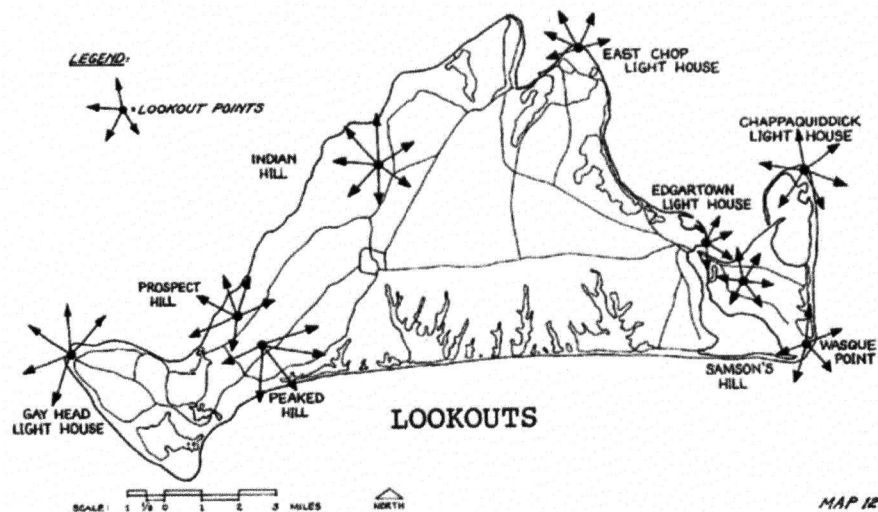 LEGEND:
LOOKOUT POINTS
EAST CHOP
LIGHT HOUSE
CHAPPAQUIDDICK
LIGHT HOUSE
INDIAN
HILL
EDGARTOWN
LIGHT HOUSE
PROSPECT
HILL
WASQUE
POINT
SAMSON'S
HILL
PEAKED
HILL
GAY HEAD
LIGHT HOUSE
LOOKOUTS
SCALE: 1 1/2 0 1 2 3 MILES
NORTH
MAP 12